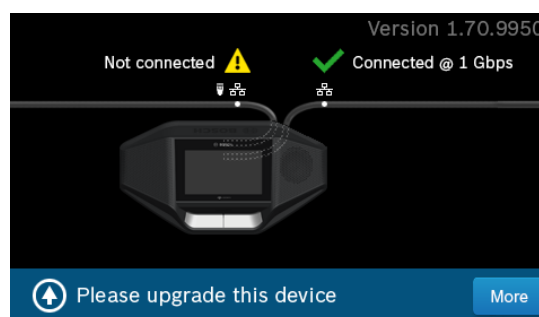 Version 1.70.9950
Not connected
Connected @ 1 Gbps
Please upgrade this device
More